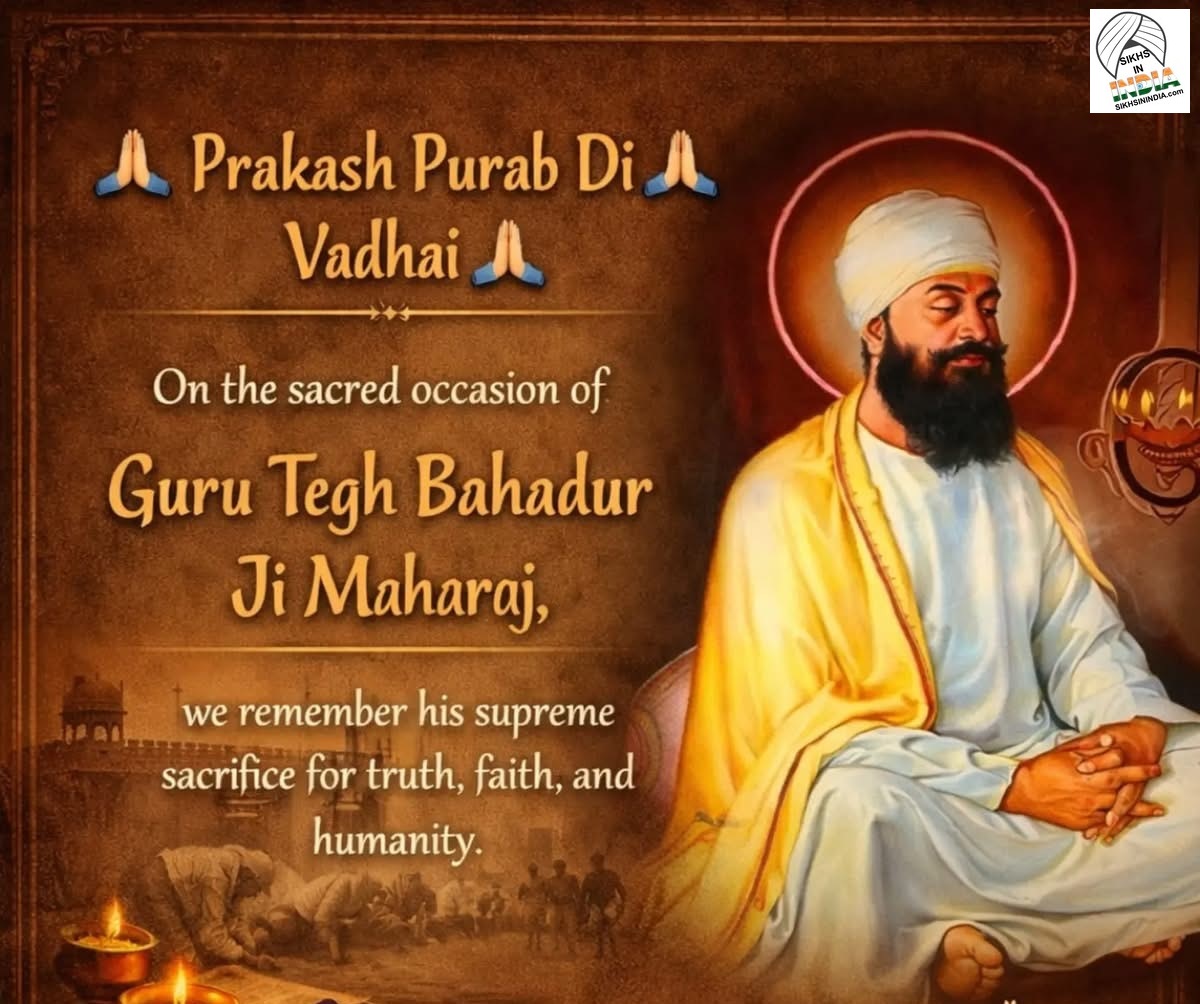 SIKHS
IN
INDIA
SIKHSININDIA.com
🙏 Prakash Purab Di 🙏
Vadhai 🙏
On the sacred occasion of
Guru Tegh Bahadur
Ji Maharaj,
we remember his supreme
sacrifice for truth, faith, and
humanity.